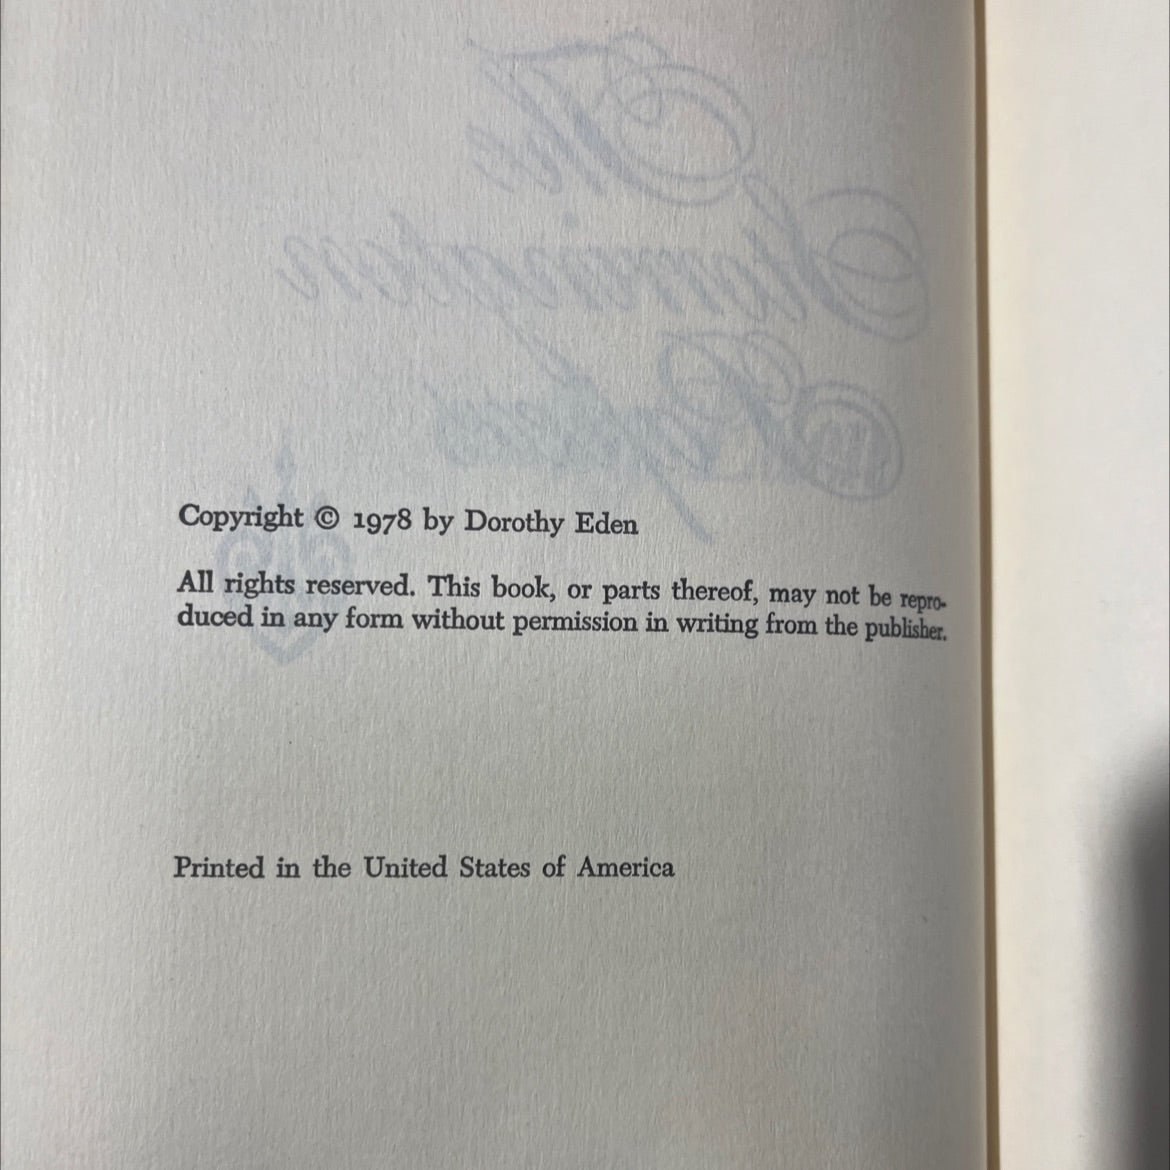 Copyright © 1978 by Dorothy Eden
All rights reserved. This book, or parts thereof, may not be repro-
duced in any form without permission in writing from the publisher.
Printed in the United States of America